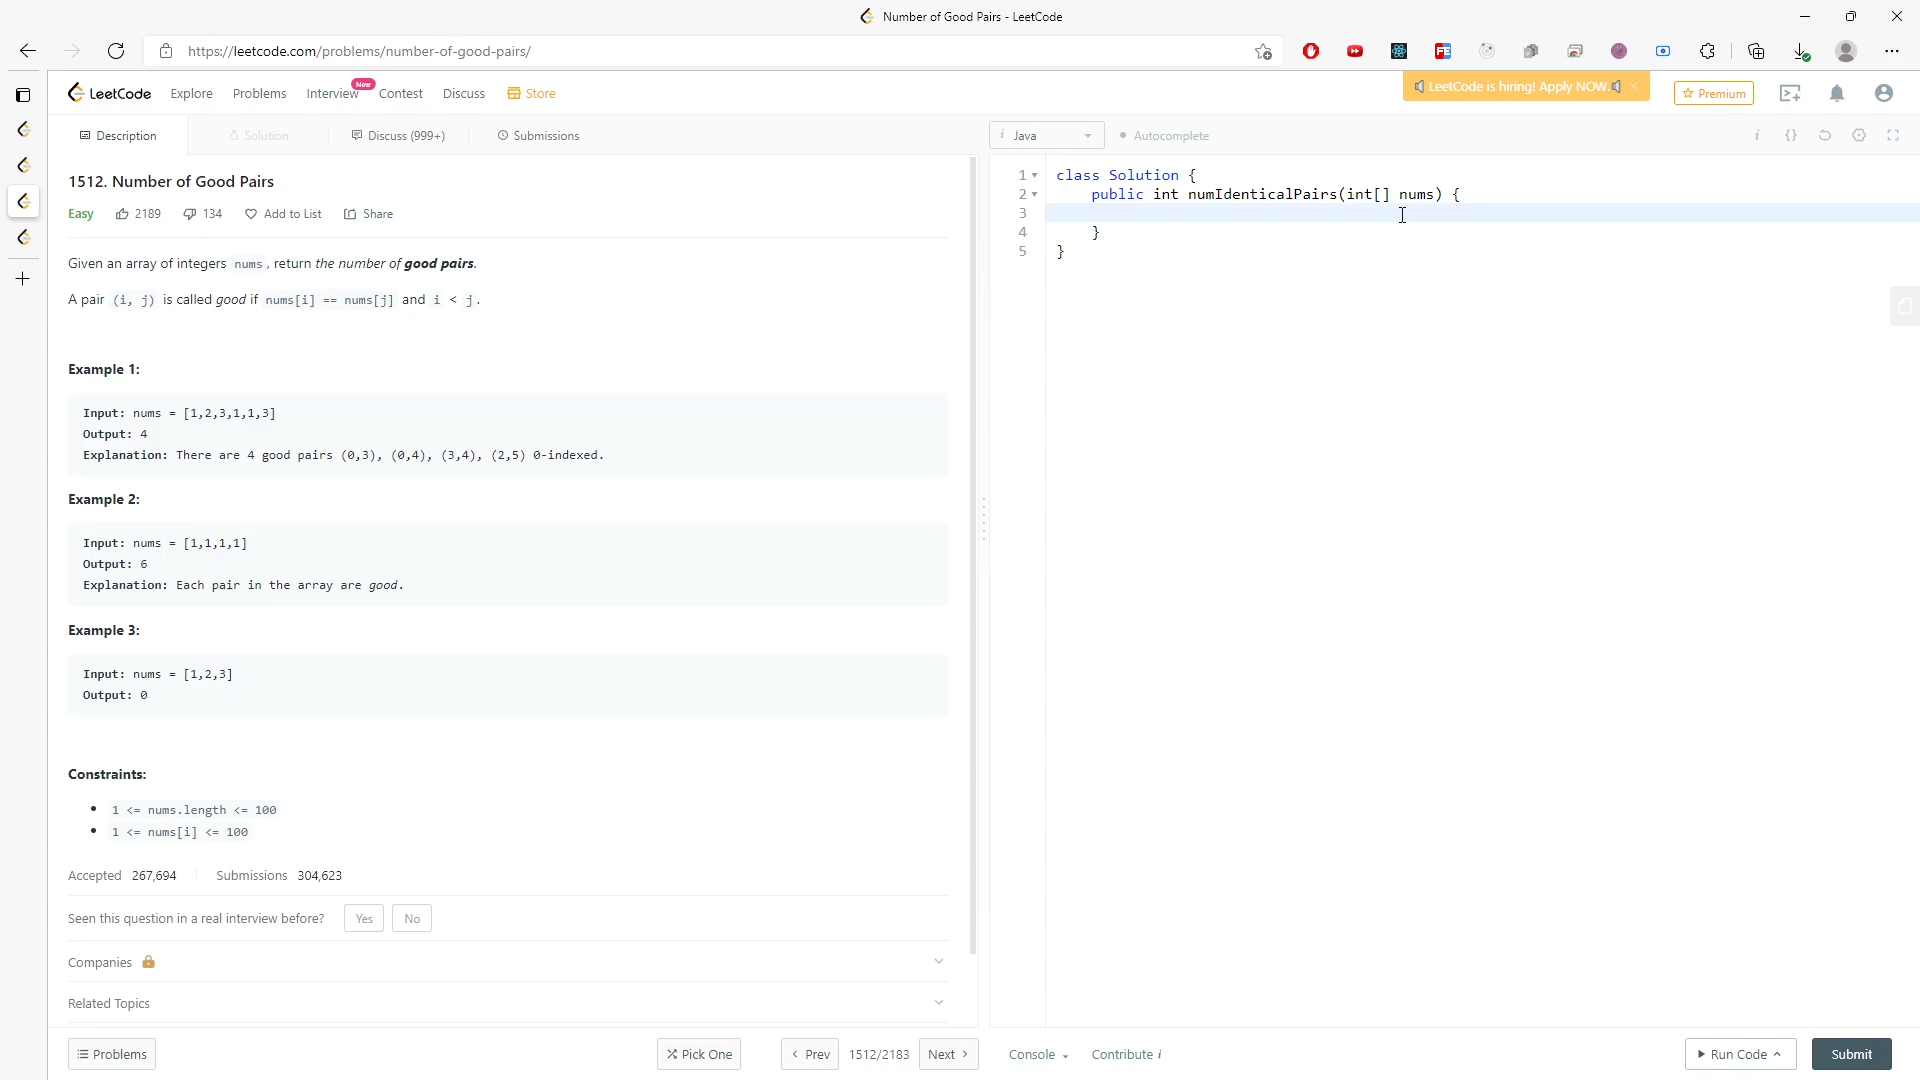 Number of Good Pairs - LeetCode
https://leetcode.com/problems/number-of-good-pairs/
LeetCode
Explore
Problems
Interview
New
Contest
Discuss
Store
LeetCode is hiring! Apply NOW.
Premium
Description
Solution
Discuss (999+)
Submissions
i Java
Autocomplete
i
{}
1512. Number of Good Pairs
Easy
2189
134
Add to List
Share
Given an array of integers nums, return the number of good pairs.
A pair (i, j) is called good if nums[i] == nums[j] and i < j.
Example 1:
Input: nums = [1,2,3,1,1,3]
Output: 4
Explanation: There are 4 good pairs (0,3), (0,4), (3,4), (2,5) 0-indexed.
Example 2:
Input: nums = [1,1,1,1]
Output: 6
Explanation: Each pair in the array are good.
Example 3:
Input: nums = [1,2,3]
Output: 0
Constraints:
1 <= nums.length <= 100
1 <= nums[i] <= 100
Accepted 267,694
Submissions 304,623
Seen this question in a real interview before?
Yes
No
Companies
Related Topics
1 class Solution {
2 public int numIdenticalPairs(int[] nums) {
3
4 }
5 }
Problems
Pick One
< Prev
1512/2183
Next >
Console
Contribute i
Run Code
Submit